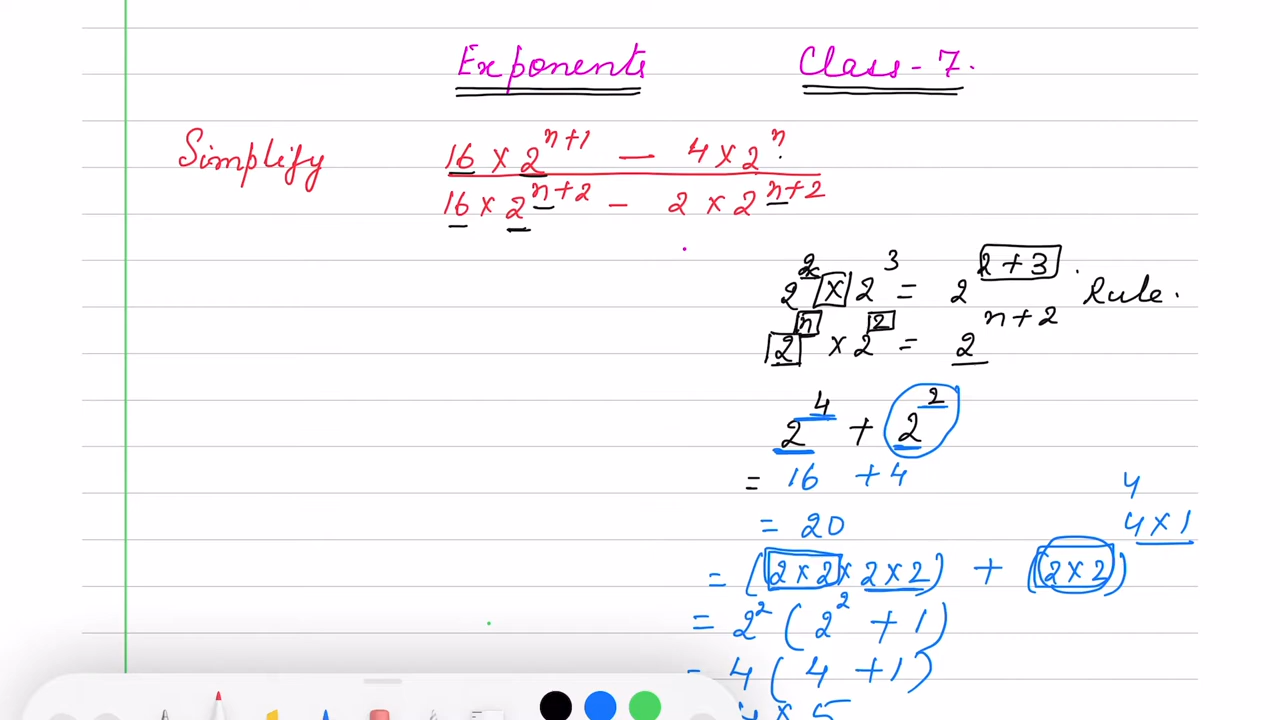 Exponents Class-7.
Simplify 16 × 2^{n+1} − 4 × 2^n
16 × 2^{n+2} − 2 × 2^{n+2}
2^2 × 2^3 = 2^{2+3} . Rule.
2^n × 2^2 = 2^{n+2}
2^4 + 2^2
= 16 + 4 4
= 20 4×1
= (2×2×2×2) + (2×2)
= 2^2 (2^2 + 1)
= 4 (4 + 1)
4 × 5